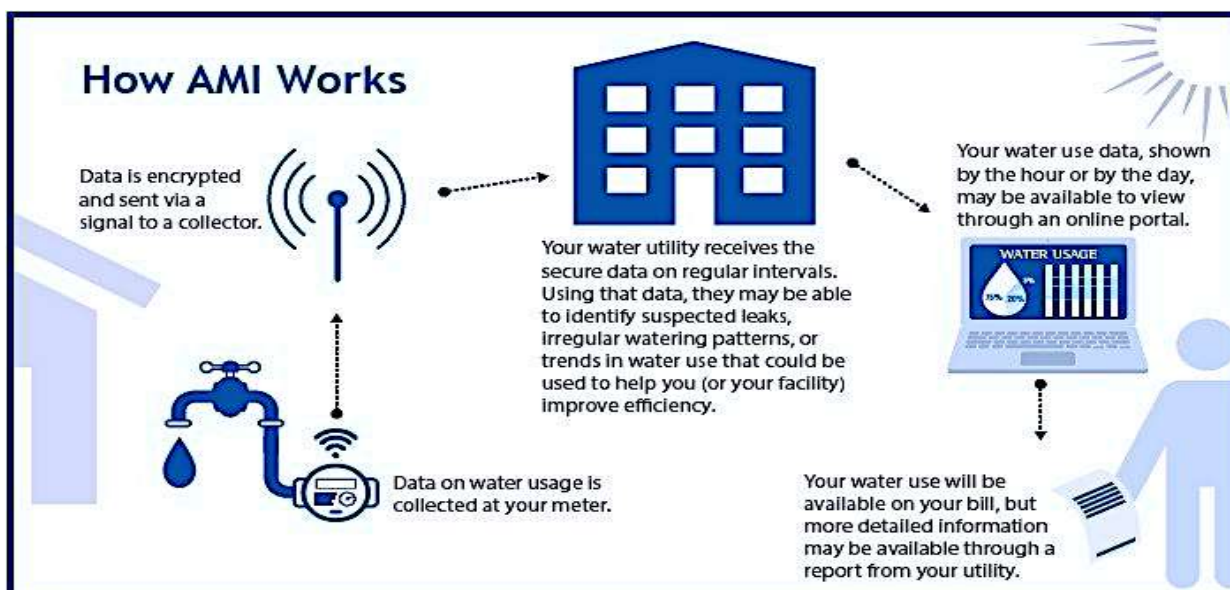 How AMI Works
Data is encrypted
and sent via a
signal to a collector.
Your water utility receives the
secure data on regular intervals.
Using that data, they may be able
to identify suspected leaks,
irregular watering patterns, or
trends in water use that could be
used to help you (or your facility)
improve efficiency.
Your water use data, shown
by the hour or by the day,
may be available to view
through an online portal.
WATER USAGE
75%
20%
5%
Data on water usage is
collected at your meter.
Your water use will be
available on your bill, but
more detailed information
may be available through a
report from your utility.